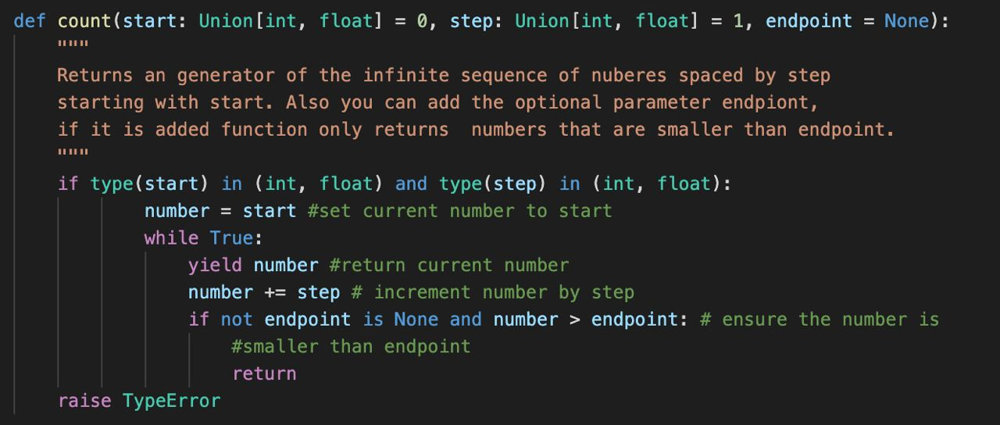 def count(start: Union[int, float] = 0, step: Union[int, float] = 1, endpoint = None):
"""
Returns an generator of the infinite sequence of nuberes spaced by step
starting with start. Also you can add the optional parameter endpiont,
if it is added function only returns  numbers that are smaller than endpoint.
"""
if type(start) in (int, float) and type(step) in (int, float):
number = start #set current number to start
while True:
yield number #return current number
number += step # increment number by step
if not endpoint is None and number > endpoint: # ensure the number is
#smaller than endpoint
return
raise TypeError